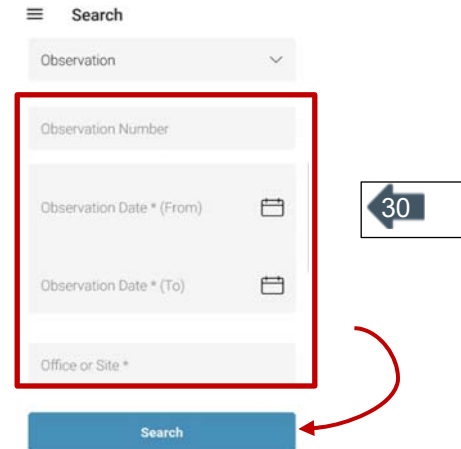 Search
Observation
Observation Number
Observation Date * (From)
30
Observation Date * (To)
Office or Site *
Search